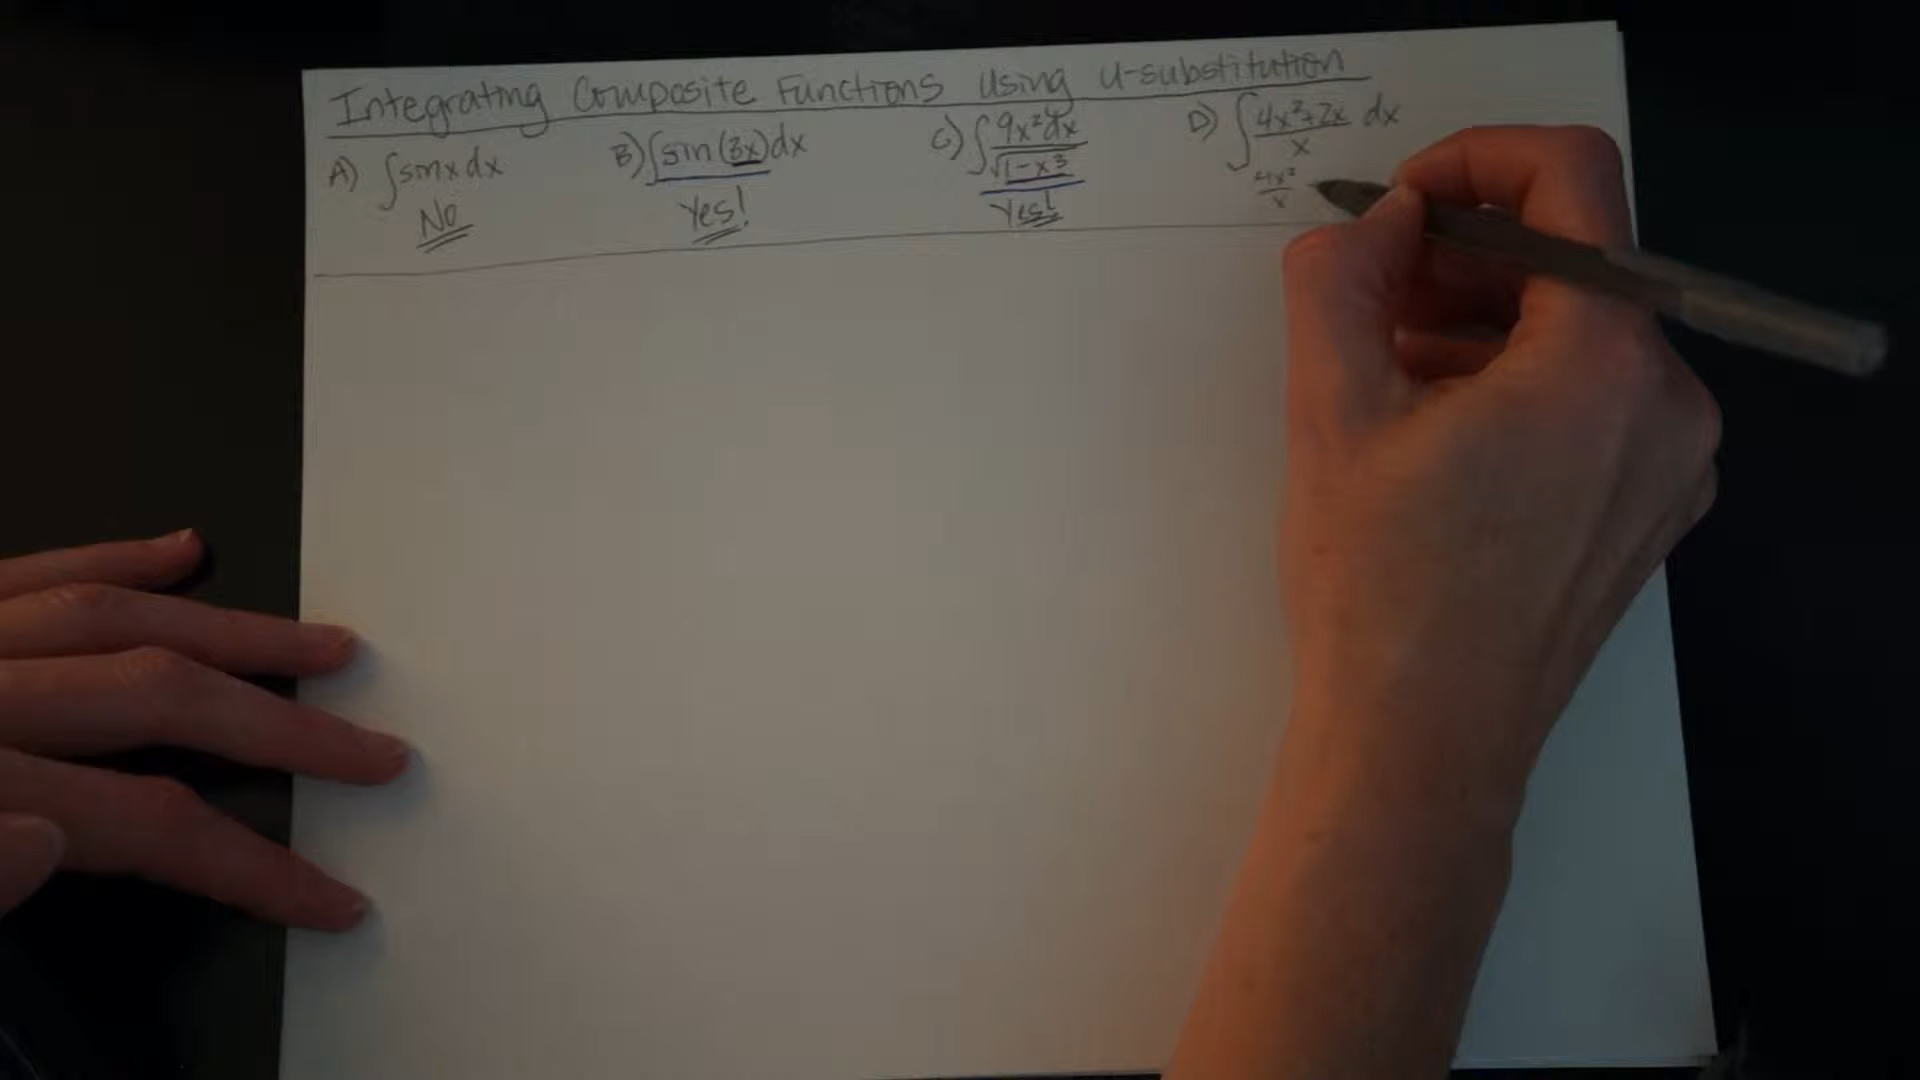 Integrating Composite Functions Using u-substitution
A) ∫sinx dx
No
B) ∫sin(3x)dx
Yes!
C) ∫ 9x²dx / √1-x³
Yes!
D) ∫ 4x²+2x / x dx
4x² / x